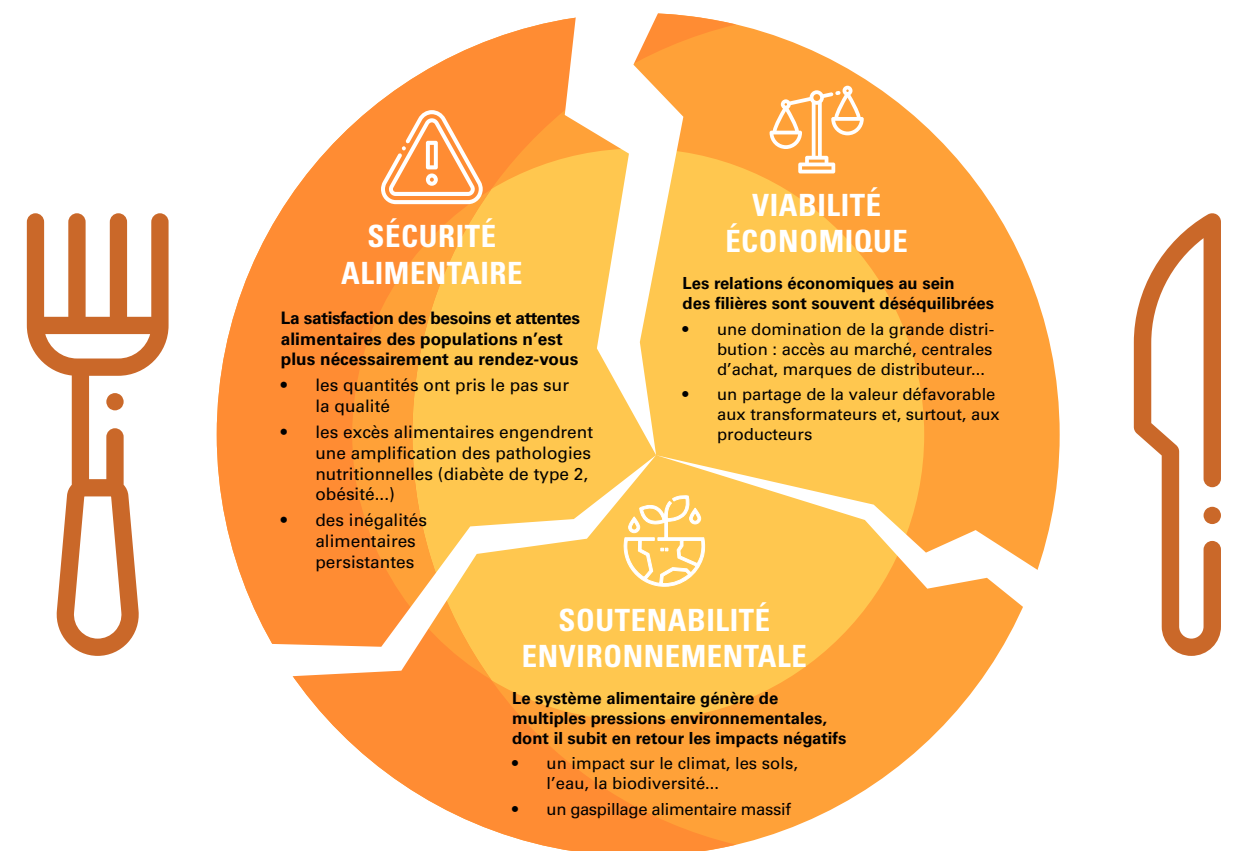 SÉCURITÉ
ALIMENTAIRE
La satisfaction des besoins et attentes
alimentaires des populations n’est
plus nécessairement au rendez-vous
• les quantités ont pris le pas sur
la qualité
• les excès alimentaires engendrent
une amplification des pathologies
nutritionnelles (diabète de type 2,
obésité...)
• des inégalités
alimentaires
persistantes
VIABILITÉ
ÉCONOMIQUE
Les relations économiques au sein
des filières sont souvent déséquilibrées
• une domination de la grande distri-
bution : accès au marché, centrales
d’achat, marques de distributeur...
• un partage de la valeur défavorable
aux transformateurs et, surtout, aux
producteurs
SOUTENABILITÉ
ENVIRONNEMENTALE
Le système alimentaire génère de
multiples pressions environnementales,
dont il subit en retour les impacts négatifs
• un impact sur le climat, les sols,
l’eau, la biodiversité...
• un gaspillage alimentaire massif